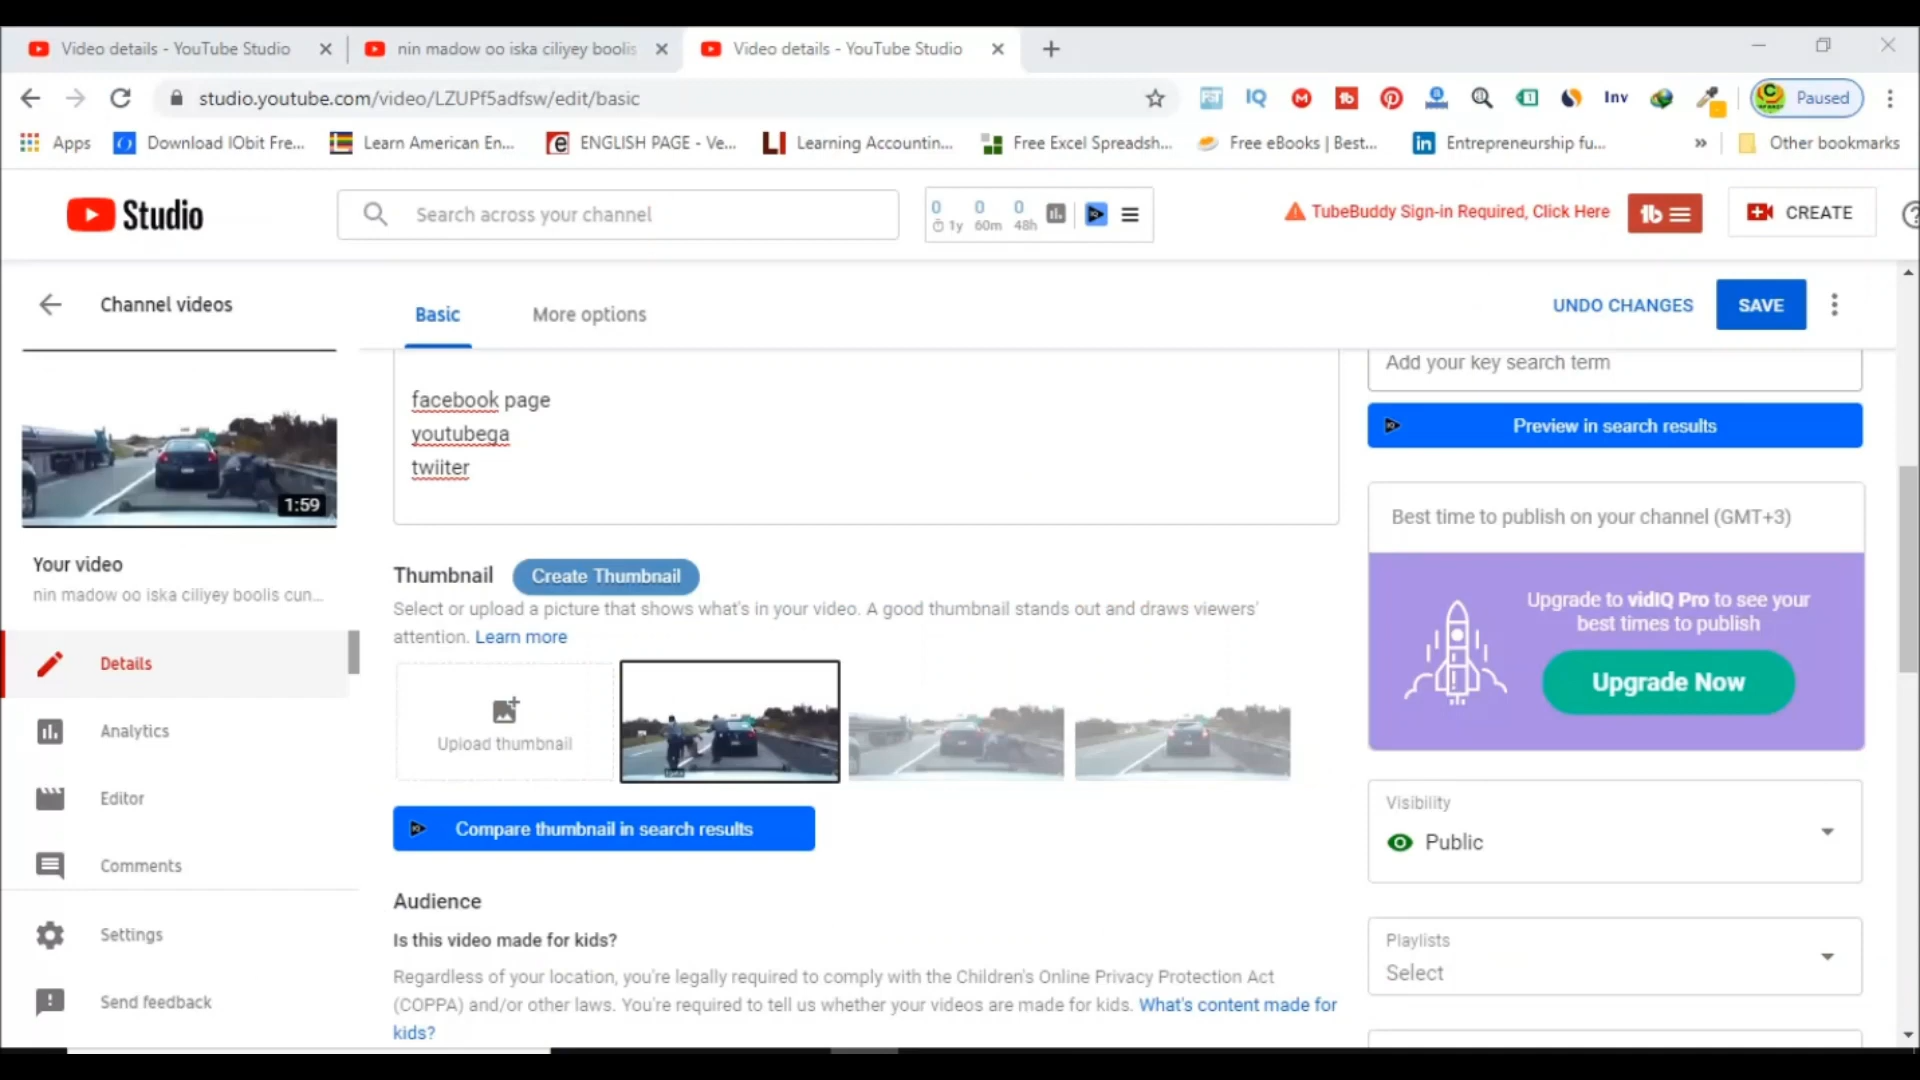 Video details - YouTube Studio
nin madow oo iska ciliyey boolis
Video details - YouTube Studio
studio.youtube.com/video/LZUPf5adfsw/edit/basic
IQ
Inv
Paused
Apps
Download IObit Fre...
Learn American En...
ENGLISH PAGE - Ve...
Learning Accountin...
Free Excel Spreadsh...
Free eBooks | Best...
Entrepreneurship fu...
Other bookmarks
Studio
Search across your channel
0 0 0
1y 60m 48h
TubeBuddy Sign-in Required, Click Here
CREATE
Channel videos
Basic
More options
UNDO CHANGES
SAVE
1:59
Your video
nin madow oo iska ciliyey boolis cun...
Details
Analytics
Editor
Comments
Settings
Send feedback
facebook page
youtubega
twiiter
Thumbnail
Create Thumbnail
Select or upload a picture that shows what's in your video. A good thumbnail stands out and draws viewers'
attention. Learn more
Upload thumbnail
Compare thumbnail in search results
Audience
Is this video made for kids?
Regardless of your location, you're legally required to comply with the Children's Online Privacy Protection Act
(COPPA) and/or other laws. You're required to tell us whether your videos are made for kids. What's content made for
kids?
Add your key search term
Preview in search results
Best time to publish on your channel (GMT+3)
Upgrade to vidIQ Pro to see your
best times to publish
Upgrade Now
Visibility
Public
Playlists
Select